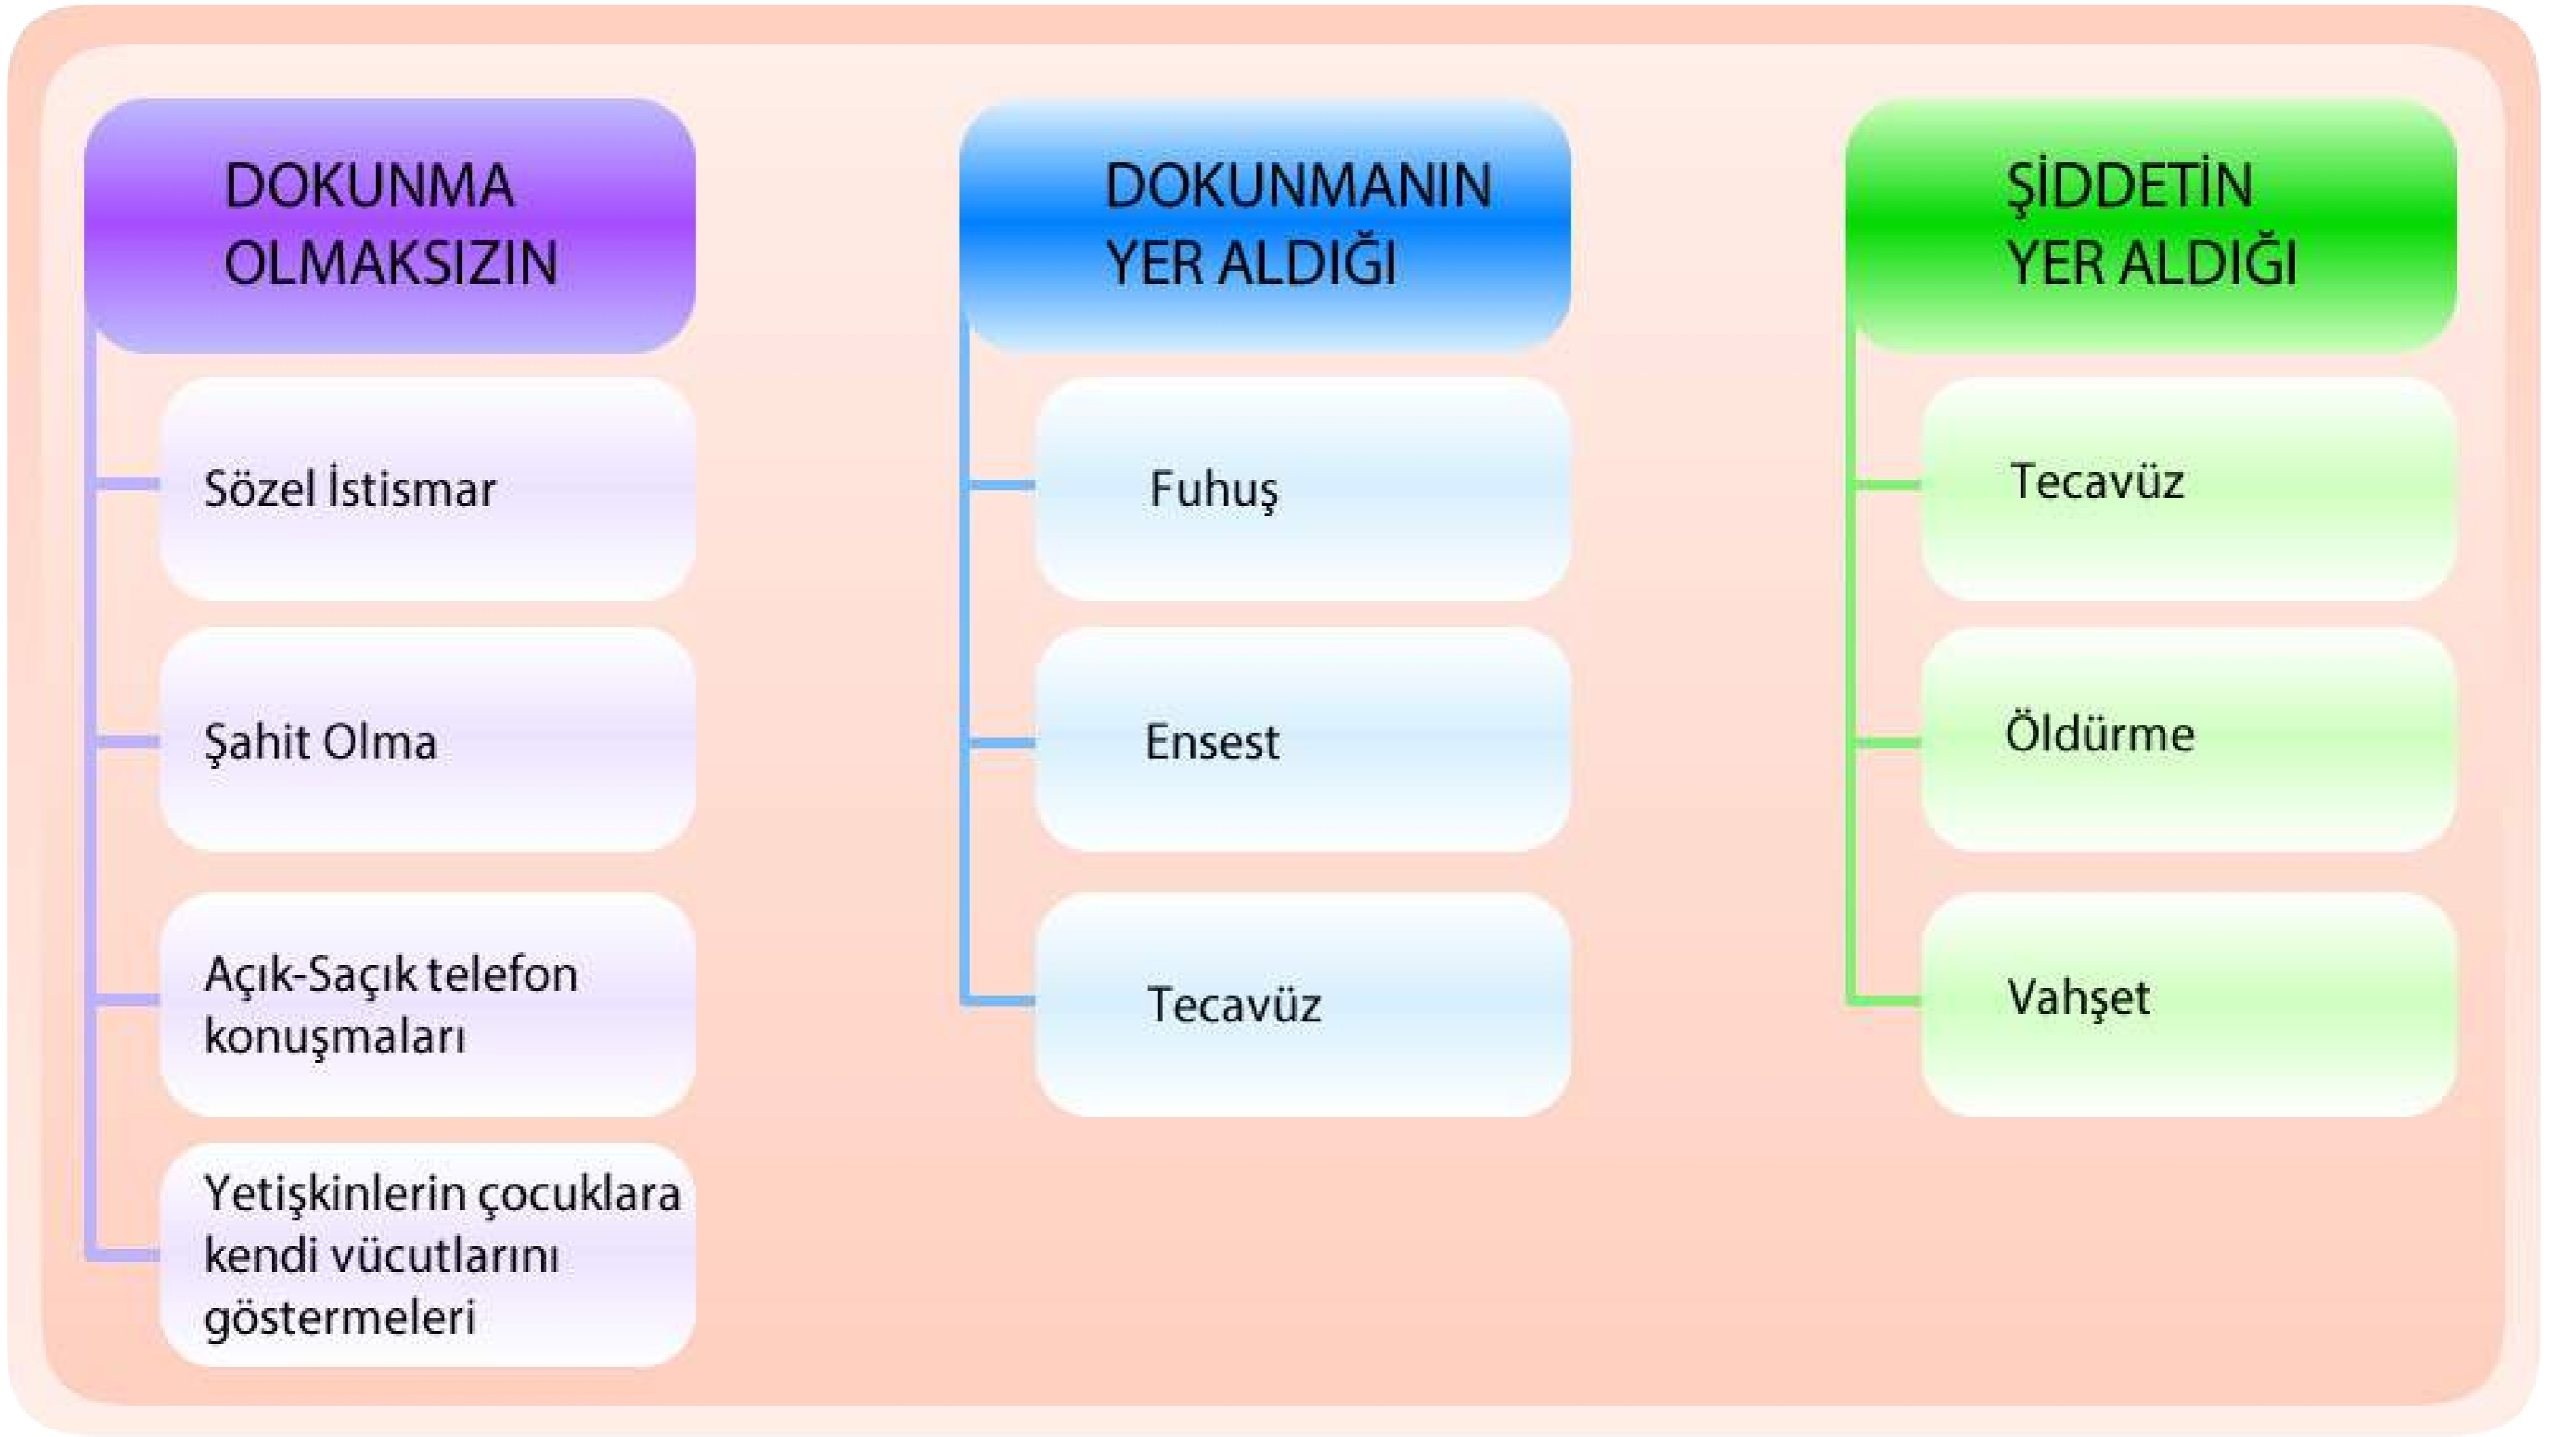 DOKUNMA
OLMAKSIZIN
Sözel İstismar
Şahit Olma
Açık-Saçık telefon
konuşmaları
Yetişkinlerin çocuklara
kendi vücutlarını
göstermeleri
DOKUNMANIN
YER ALDIĞI
Fuhuş
Ensest
Tecavüz
ŞİDDETİN
YER ALDIĞI
Tecavüz
Öldürme
Vahşet